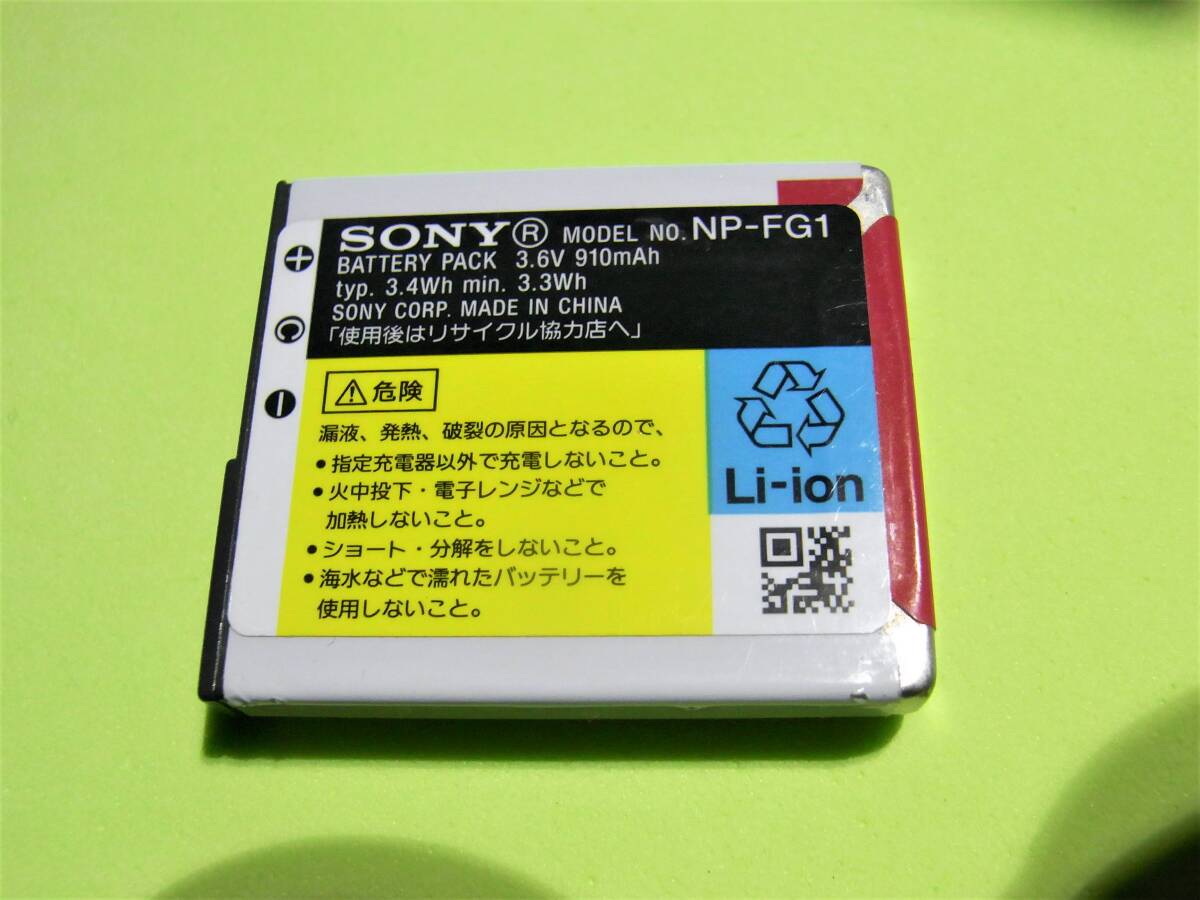 SONY® MODEL NO. NP-FG1
BATTERY PACK 3.6V 910mAh
typ. 3.4Wh min. 3.3Wh
SONY CORP. MADE IN CHINA
「使用後はリサイクル協力店へ」
⚠危険
漏液、発熱、破裂の原因となるので、
•指定充電器以外で充電しないこと。
•火中投下・電子レンジなどで
加熱しないこと。
•ショート・分解をしないこと。
•海水などで濡れたバッテリーを
使用しないこと。
Li-ion